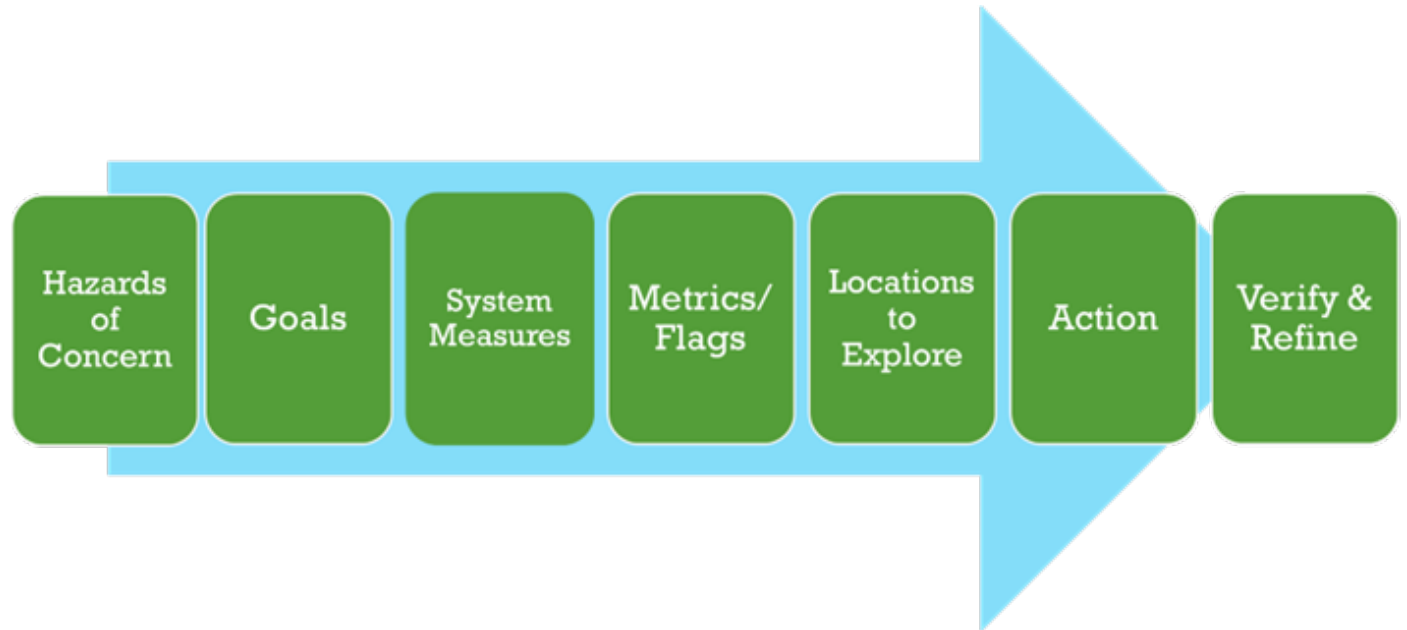 Hazards
of
Concern
Goals
System
Measures
Metrics/
Flags
Locations
to
Explore
Action
Verify &
Refine